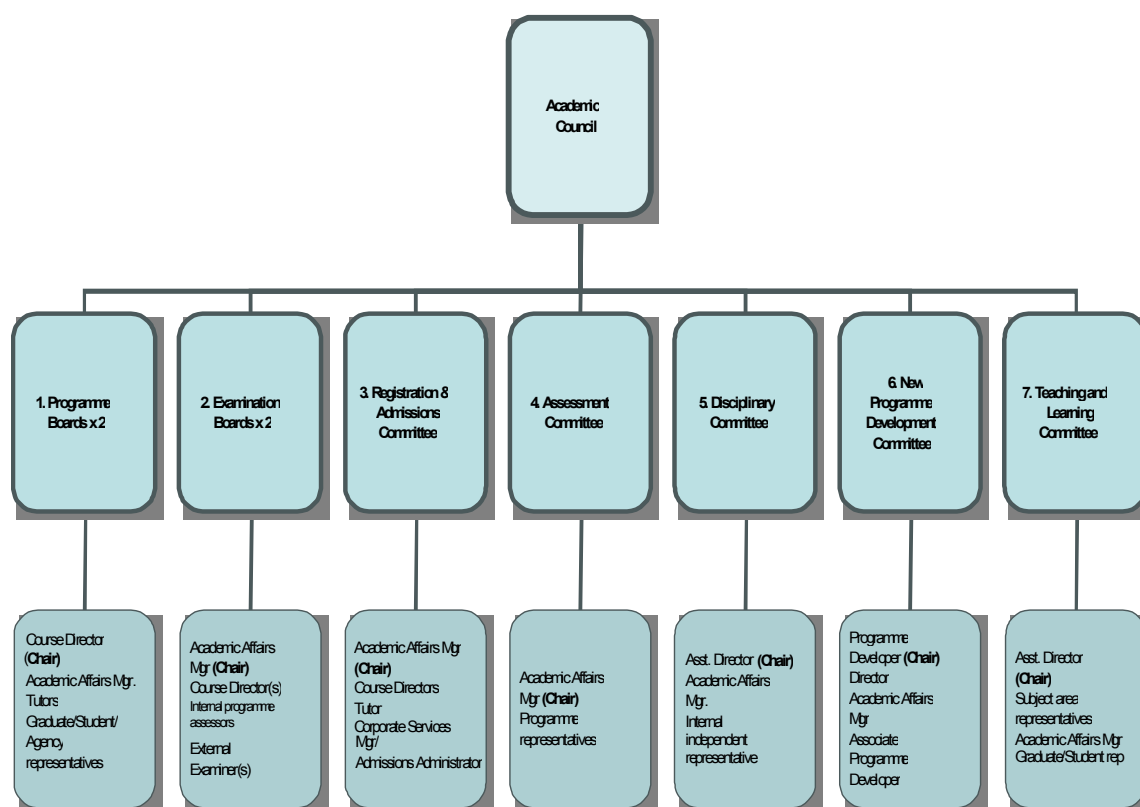 Academic
Council
1. Programme
Boards x 2
2. Examination
Boards x 2
3. Registration &
Admissions
Committee
4. Assessment
Committee
5. Disciplinary
Committee
6. New
Programme
Development
Committee
7. Teaching and
Learning
Committee
Course Director
(Chair)
Academic Affairs Mgr.
Tutors
Graduate/Student/
Agency
representatives
Academic Affairs
Mgr (Chair)
Course Director(s)
Internal programme
assessors
External
Examiner(s)
Academic Affairs Mgr
(Chair)
Course Directors
Tutor
Corporate Services
Mgr/
Admissions Administrator
Academic Affairs
Mgr (Chair)
Programme
representatives
Asst. Director (Chair)
Academic Affairs
Mgr.
Internal
independent
representative
Programme
Developer (Chair)
Director
Academic Affairs
Mgr
Associate
Programme
Developer
Asst. Director
(Chair)
Subject area
representatives
Academic Affairs Mgr
Graduate/Student rep